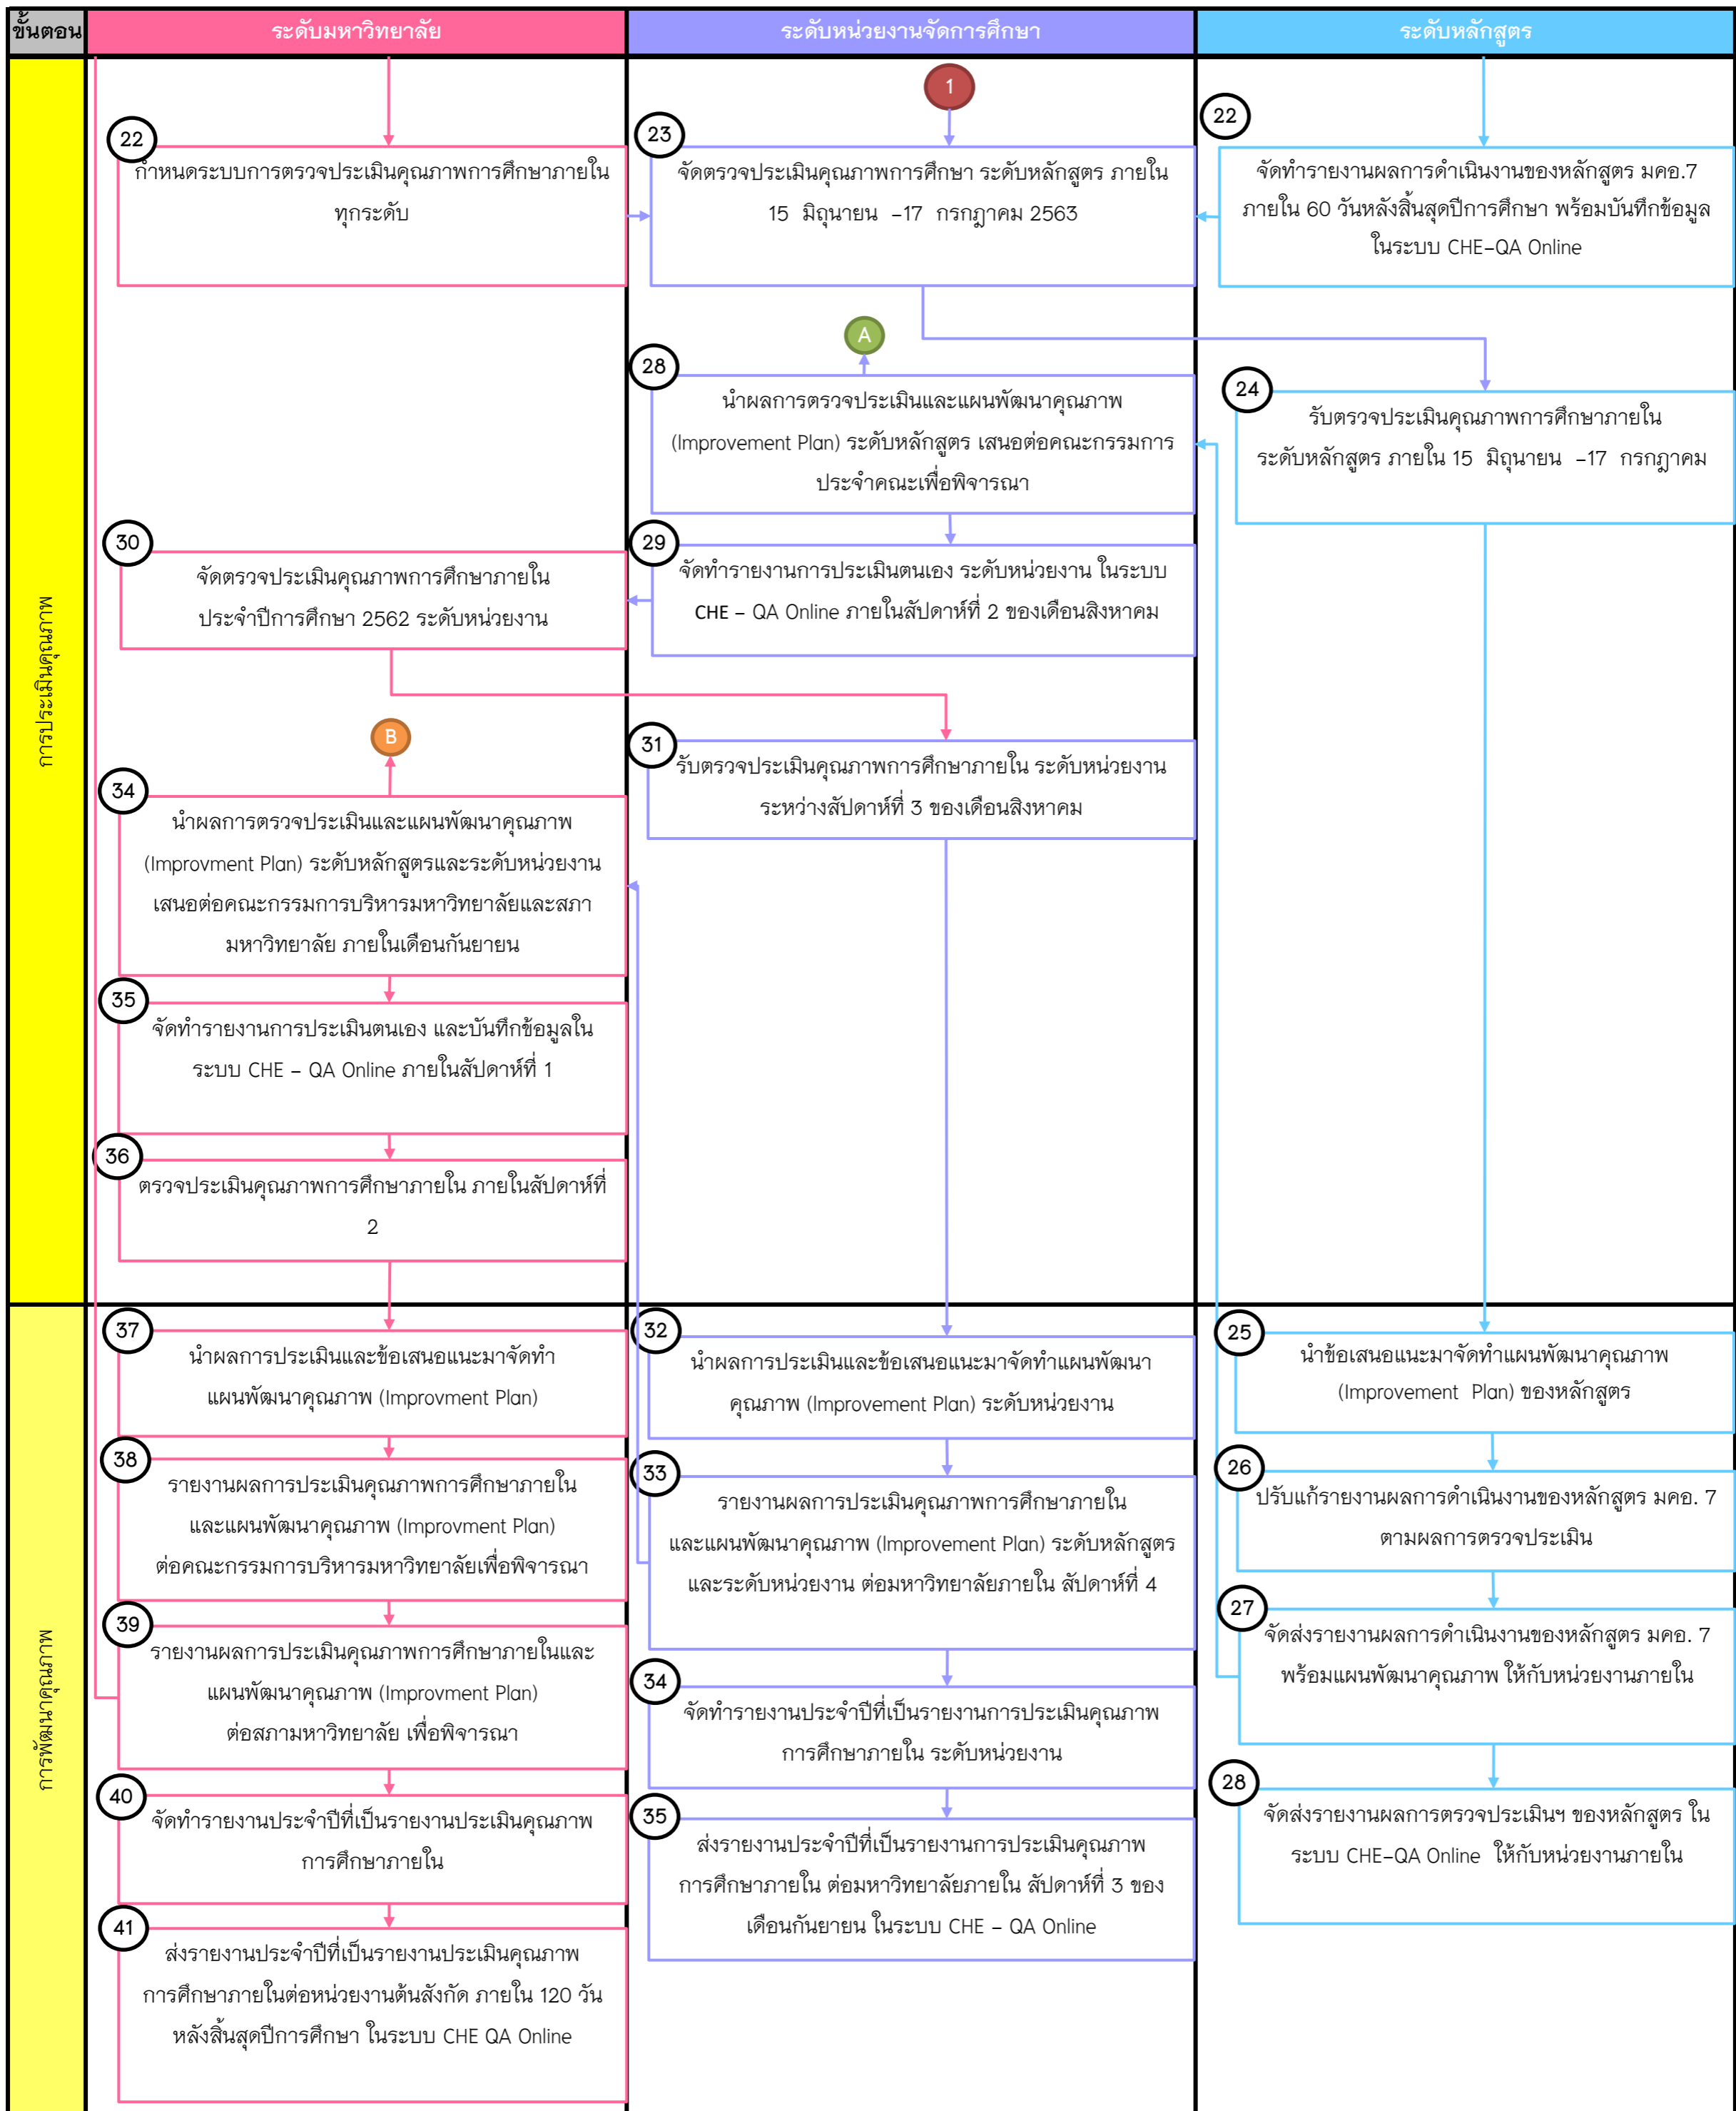 ขั้นตอน
ระดับมหาวิทยาลัย
ระดับหน่วยงานจัดการศึกษา
ระดับหลักสูตร
การประเมินคุณภาพ
22
กำหนดระบบการตรวจประเมินคุณภาพการศึกษาภายใน
ทุกระดับ
1
23
จัดตรวจประเมินคุณภาพการศึกษา ระดับหลักสูตร ภายใน
15 มิถุนายน –17 กรกฎาคม 2563
22
จัดทำรายงานผลการดำเนินงานของหลักสูตร มคอ.7
ภายใน 60 วันหลังสิ้นสุดปีการศึกษา พร้อมบันทึกข้อมูล
ในระบบ CHE–QA Online
A
28
นำผลการตรวจประเมินและแผนพัฒนาคุณภาพ
(Improvement Plan) ระดับหลักสูตร เสนอต่อคณะกรรมการ
ประจำคณะเพื่อพิจารณา
24
รับตรวจประเมินคุณภาพการศึกษาภายใน
ระดับหลักสูตร ภายใน 15 มิถุนายน –17 กรกฎาคม
30
จัดตรวจประเมินคุณภาพการศึกษาภายใน
ประจำปีการศึกษา 2562 ระดับหน่วยงาน
29
จัดทำรายงานการประเมินตนเอง ระดับหน่วยงาน ในระบบ
CHE – QA Online ภายในสัปดาห์ที่ 2 ของเดือนสิงหาคม
B
31
รับตรวจประเมินคุณภาพการศึกษาภายใน ระดับหน่วยงาน
ระหว่างสัปดาห์ที่ 3 ของเดือนสิงหาคม
34
นำผลการตรวจประเมินและแผนพัฒนาคุณภาพ
(Improvment Plan) ระดับหลักสูตรและระดับหน่วยงาน
เสนอต่อคณะกรรมการบริหารมหาวิทยาลัยและสภา
มหาวิทยาลัย ภายในเดือนกันยายน
35
จัดทำรายงานการประเมินตนเอง และบันทึกข้อมูลใน
ระบบ CHE – QA Online ภายในสัปดาห์ที่ 1
36
ตรวจประเมินคุณภาพการศึกษาภายใน ภายในสัปดาห์ที่
2
การพัฒนาคุณภาพ
37
นำผลการประเมินและข้อเสนอแนะมาจัดทำ
แผนพัฒนาคุณภาพ (Improvment Plan)
32
นำผลการประเมินและข้อเสนอแนะมาจัดทำแผนพัฒนา
คุณภาพ (Improvement Plan) ระดับหน่วยงาน
25
นำข้อเสนอแนะมาจัดทำแผนพัฒนาคุณภาพ
(Improvement Plan) ของหลักสูตร
38
รายงานผลการประเมินคุณภาพการศึกษาภายใน
และแผนพัฒนาคุณภาพ (Improvment Plan)
ต่อคณะกรรมการบริหารมหาวิทยาลัยเพื่อพิจารณา
33
รายงานผลการประเมินคุณภาพการศึกษาภายใน
และแผนพัฒนาคุณภาพ (Improvement Plan) ระดับหลักสูตร
และระดับหน่วยงาน ต่อมหาวิทยาลัยภายใน สัปดาห์ที่ 4
26
ปรับแก้รายงานผลการดำเนินงานของหลักสูตร มคอ. 7
ตามผลการตรวจประเมิน
39
รายงานผลการประเมินคุณภาพการศึกษาภายในและ
แผนพัฒนาคุณภาพ (Improvment Plan)
ต่อสภามหาวิทยาลัย เพื่อพิจารณา
34
จัดทำรายงานประจำปีที่เป็นรายงานการประเมินคุณภาพ
การศึกษาภายใน ระดับหน่วยงาน
27
จัดส่งรายงานผลการดำเนินงานของหลักสูตร มคอ. 7
พร้อมแผนพัฒนาคุณภาพ ให้กับหน่วยงานภายใน
40
จัดทำรายงานประจำปีที่เป็นรายงานประเมินคุณภาพ
การศึกษาภายใน
35
ส่งรายงานประจำปีที่เป็นรายงานการประเมินคุณภาพ
การศึกษาภายใน ต่อมหาวิทยาลัยภายใน สัปดาห์ที่ 3 ของ
เดือนกันยายน ในระบบ CHE – QA Online
28
จัดส่งรายงานผลการตรวจประเมินฯ ของหลักสูตร ใน
ระบบ CHE–QA Online ให้กับหน่วยงานภายใน
41
ส่งรายงานประจำปีที่เป็นรายงานประเมินคุณภาพ
การศึกษาภายในต่อหน่วยงานต้นสังกัด ภายใน 120 วัน
หลังสิ้นสุดปีการศึกษา ในระบบ CHE QA Online